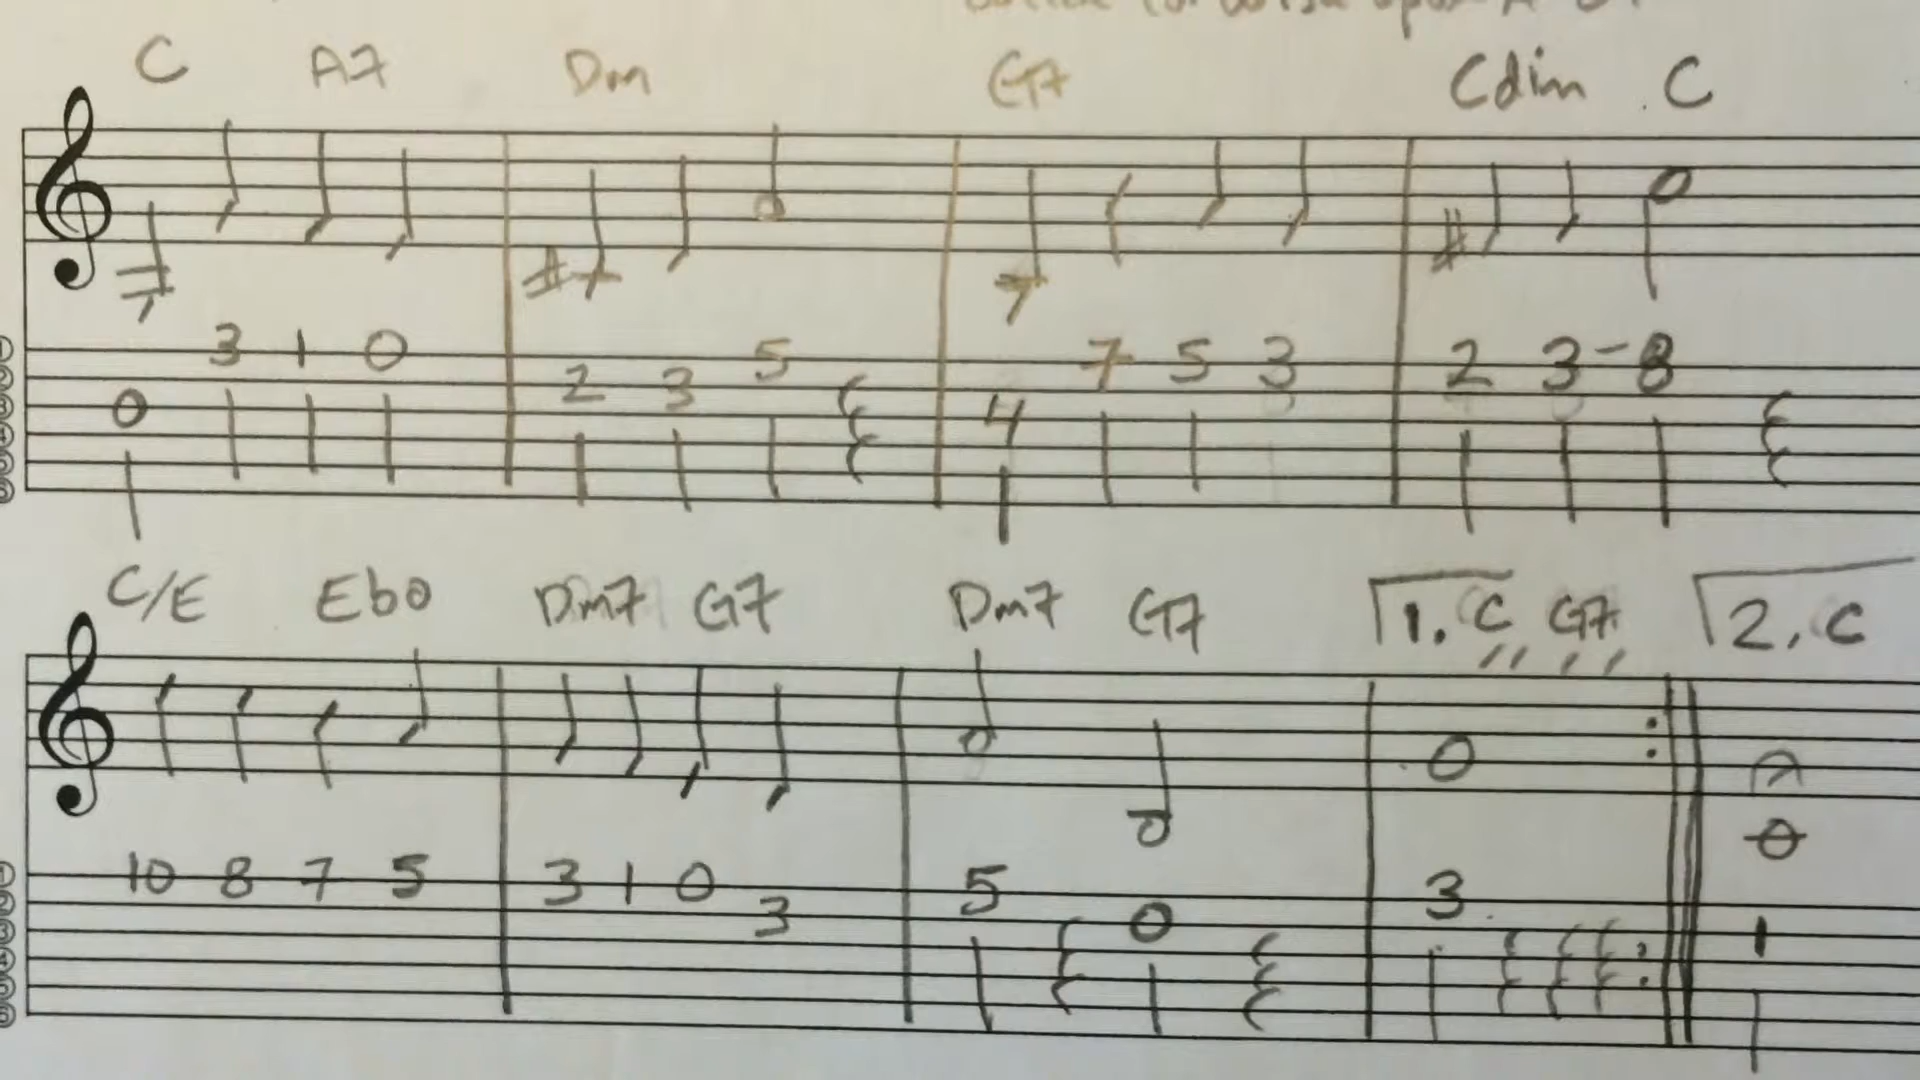 C A7 Dm G7 Cdim C
3 1 0 2 3 5 7 5 3 2 3-8
0 4
C/E Ebo Dm7 G7 Dm7 G7 1. C G7 2. C
10 8 7 5 3 1 0 3 5 0 3 1